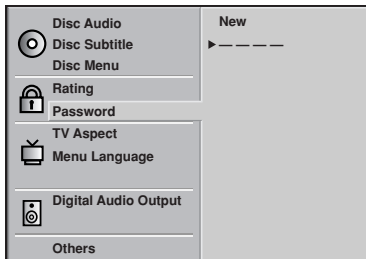 Disc Audio
Disc Subtitle
Disc Menu
Rating
Password
TV Aspect
Menu Language
Digital Audio Output
Others
New
▶ — — — —